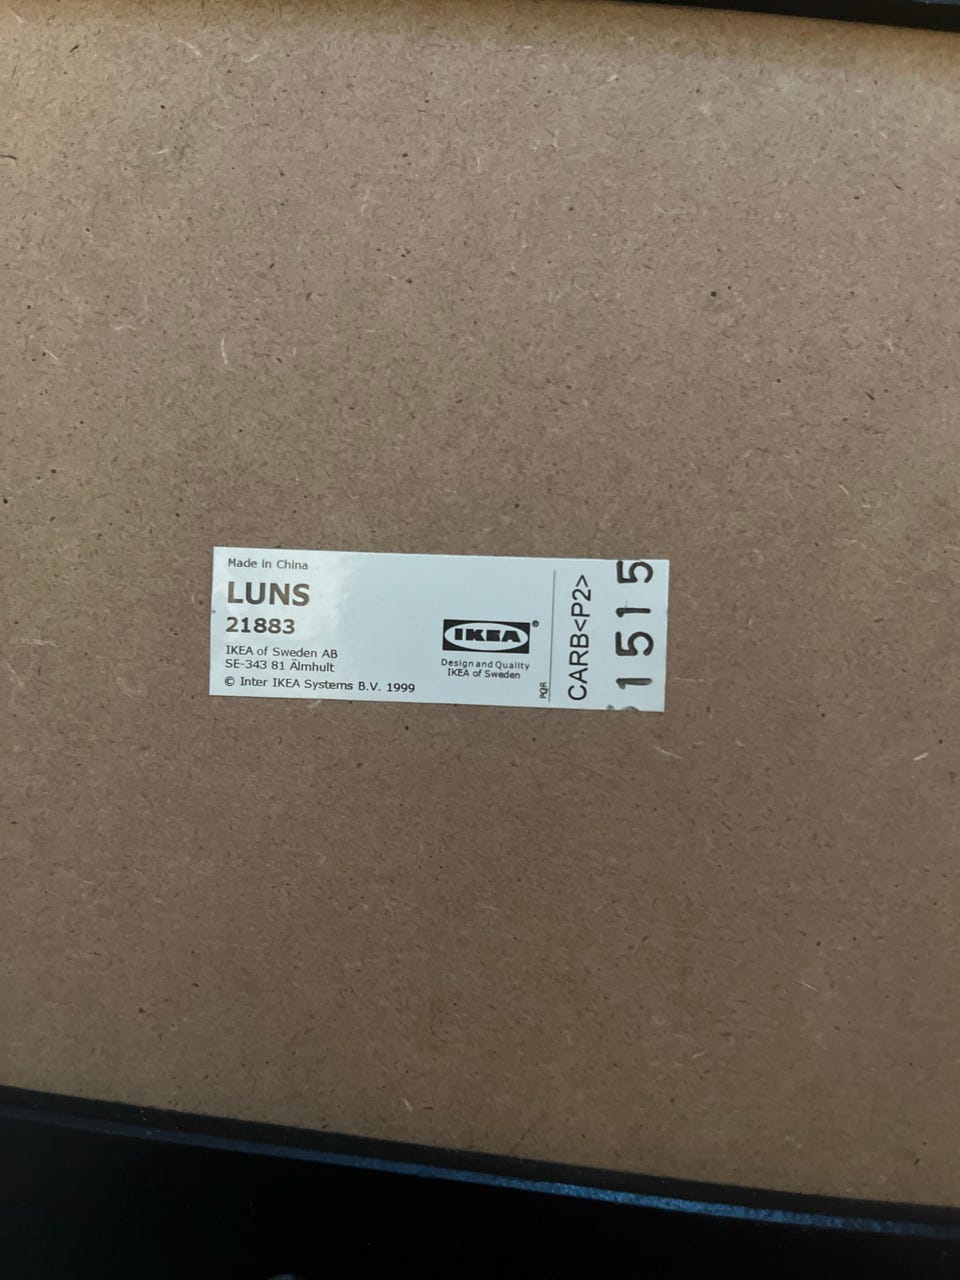 Made in China
LUNS
21883
IKEA of Sweden AB
SE-343 81 Älmhult
© Inter IKEA Systems B.V. 1999
IKEA®
Design and Quality
IKEA of Sweden
PQR
CARB<P2>
1515